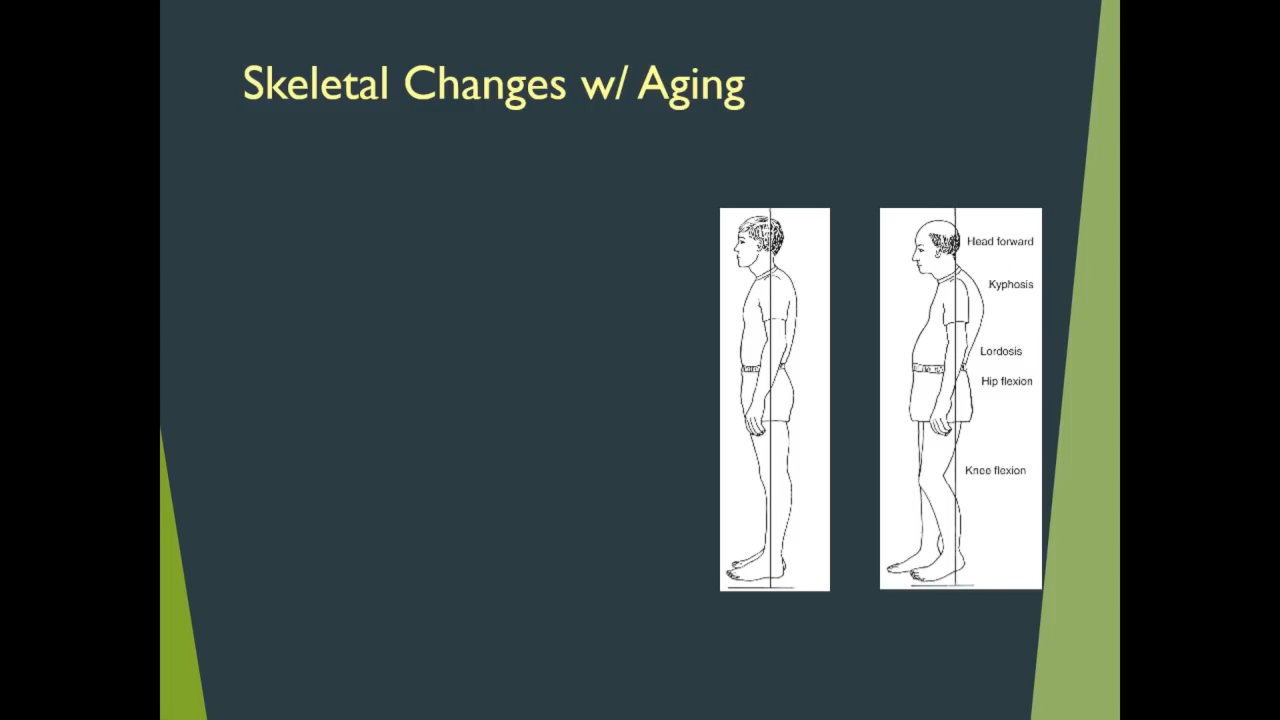 Skeletal Changes w/ Aging
Head forward
Kyphosis
Lordosis
Hip flexion
Knee flexion